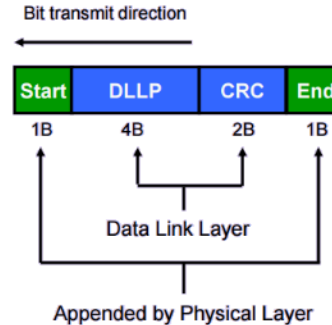 Bit transmit direction
Start DLLP CRC End
1B 4B 2B 1B
Data Link Layer
Appended by Physical Layer